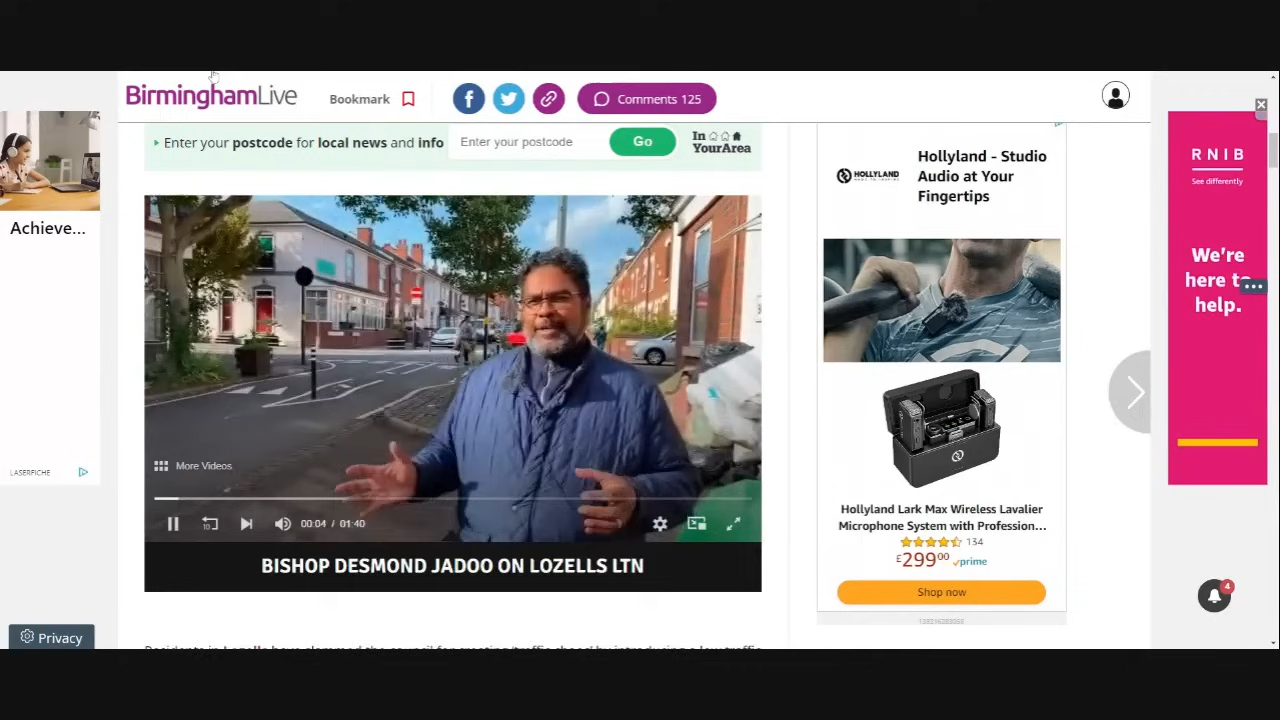 BirminghamLive
Bookmark
Comments 125
Enter your postcode for local news and info
Enter your postcode
Go
In
YourArea
Achieve...
LASERFICHE
More Videos
10
00:04 / 01:40
BISHOP DESMOND JADOO ON LOZELLS LTN
HOLLYLAND
Hollyland - Studio
Audio at Your
Fingertips
Hollyland Lark Max Wireless Lavalier
Microphone System with Profession...
134
£299.00 prime
Shop now
RNIB
See differently
We're
here to
help.
4
Privacy